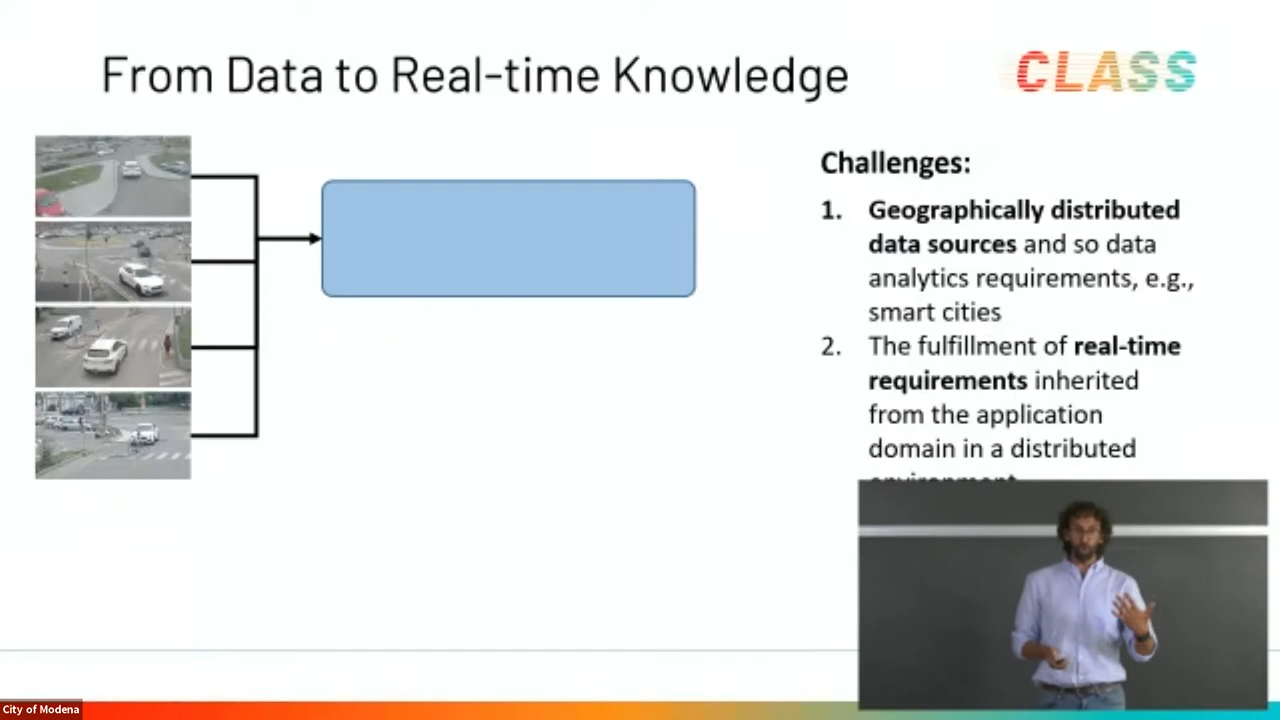 From Data to Real-time Knowledge
CLASS
Challenges:
1. Geographically distributed
data sources and so data
analytics requirements, e.g.,
smart cities
2. The fulfillment of real-time
requirements inherited
from the application
domain in a distributed
City of Modena